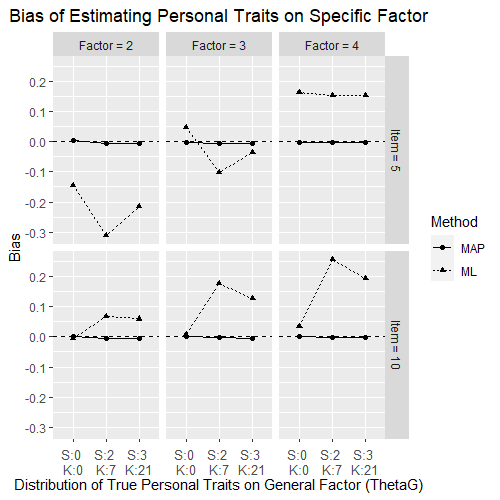 Bias of Estimating Personal Traits on Specific Factor
Factor = 2
Factor = 3
Factor = 4
0.2
0.1
0.0
-0.1
-0.2
-0.3
Item = 5
0.2
0.1
0.0
-0.1
-0.2
-0.3
Item = 10
Bias
Method
MAP
ML
S:0 S:2 S:3 S:0 S:2 S:3 S:0 S:2 S:3
K:0 K:7 K:21 K:0 K:7 K:21 K:0 K:7 K:21
Distribution of True Personal Traits on General Factor (ThetaG)